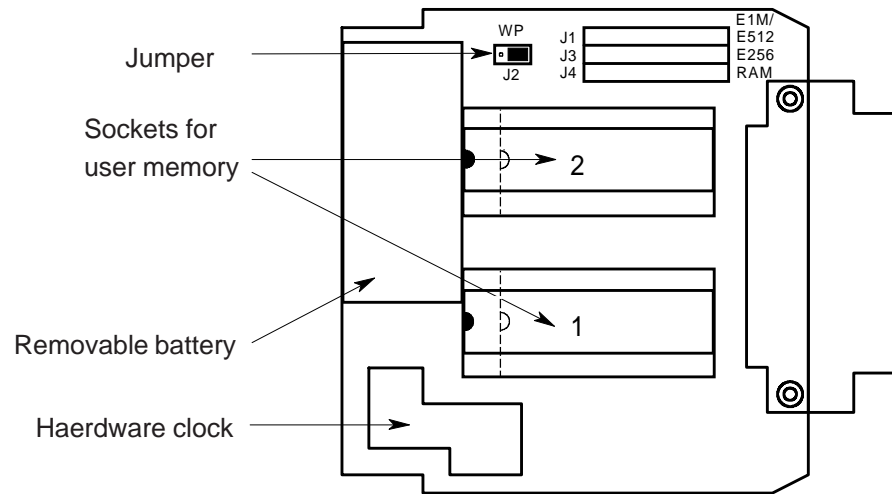 E1M/
WP
J1 E512
Jumper
J3 E256
J2
J4 RAM
Sockets for
user memory
2
1
Removable battery
Haerdware clock